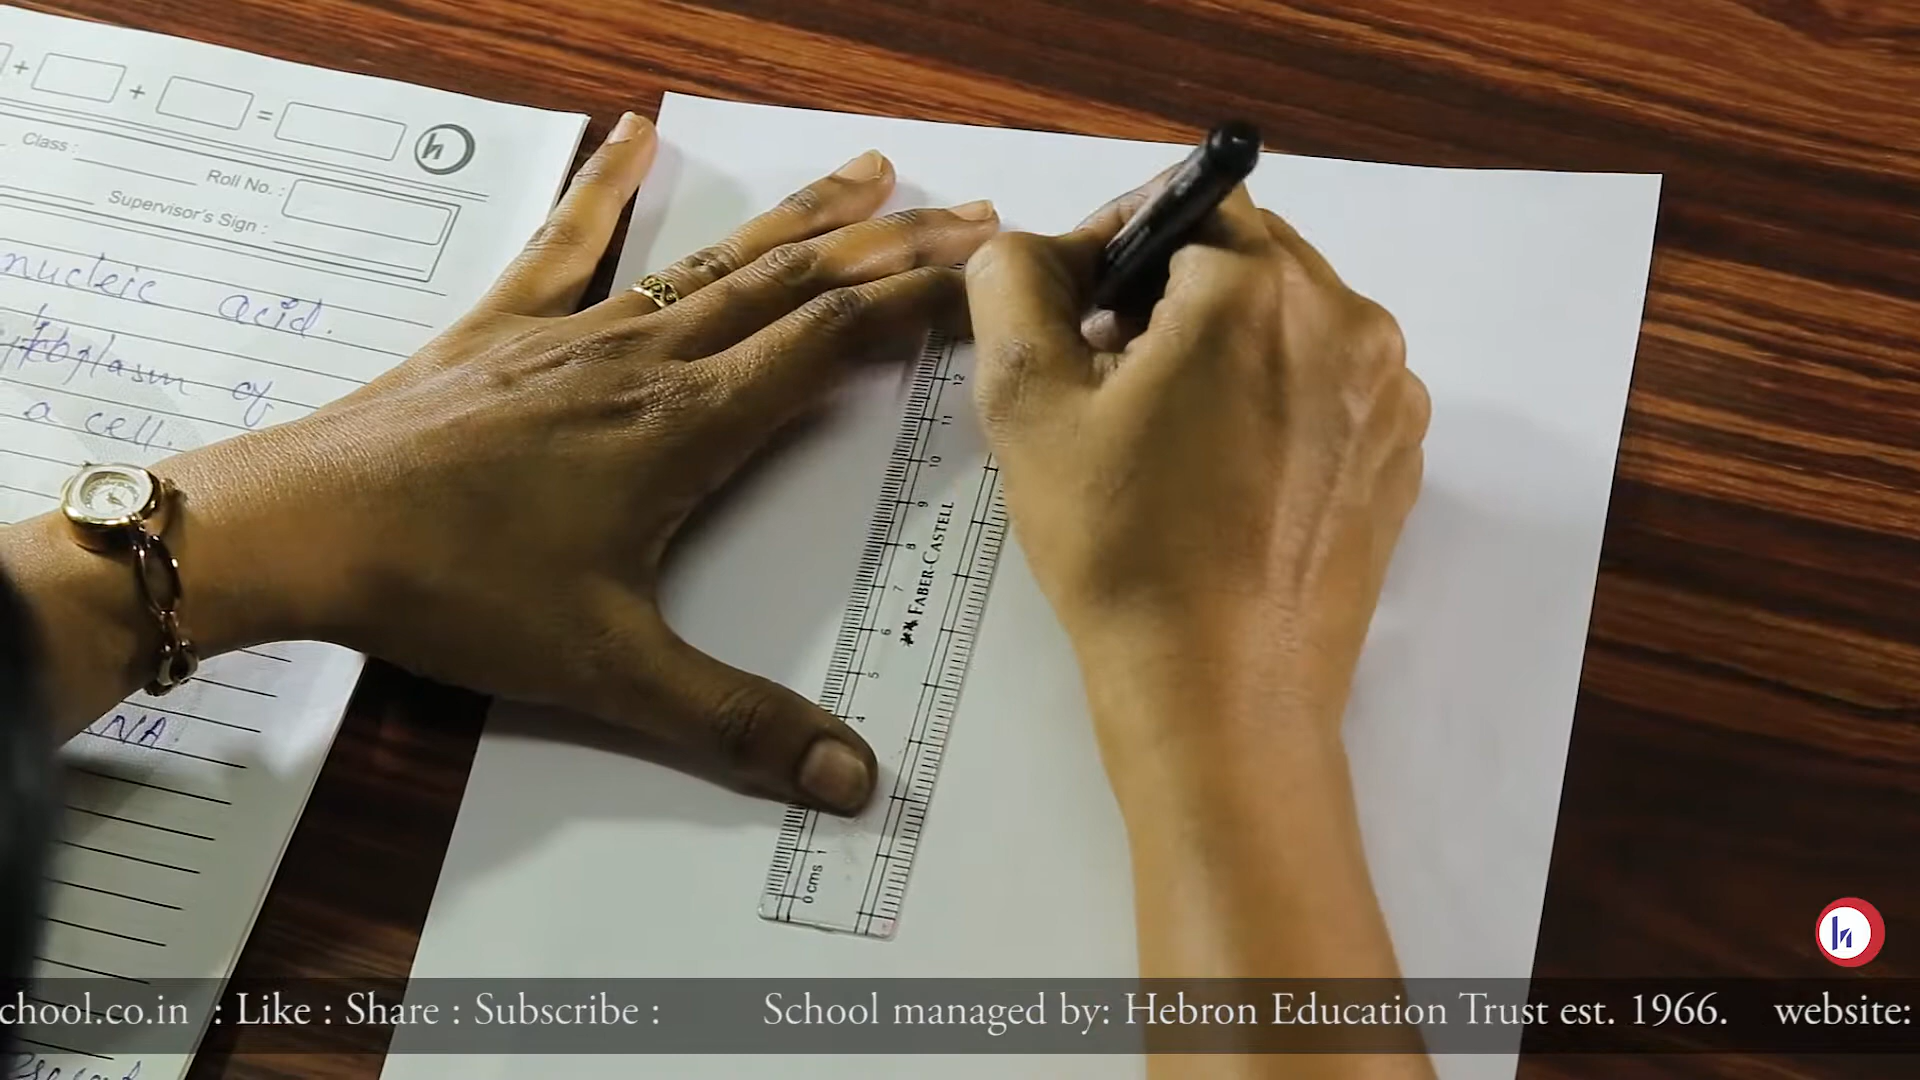 + + =
h
Class :
Roll No. :
Supervisor's Sign :
nucleic acid.
of
a cell.
RNA.
12
11
10
9
8
7
6
5
4
1
0 cms
FABER-CASTELL
h
chool.co.in : Like : Share : Subscribe : School managed by: Hebron Education Trust est. 1966. website: